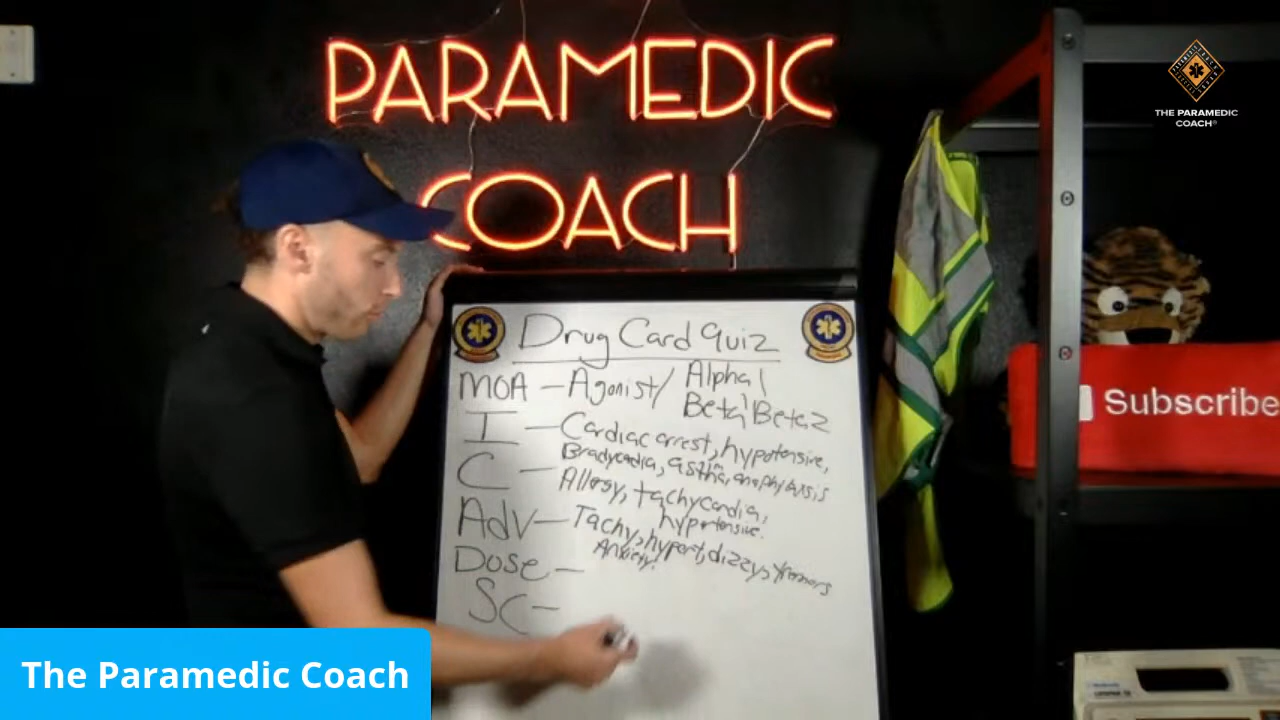 PARAMEDIC
COACH
THE PARAMEDIC
COACH®
Drug Card Quiz
MOA - Agonist/ Alpha 1
Beta 1 Beta 2
I - Cardiac arrest, hypotensive,
Bradycardia, asthma, anaphylaxis
C - Allergy, tachycardia,
hypertensive.
Adv - Tachy, hypert, dizzy, tremors
Anxiety.
Dose -
SC -
Subscribe
The Paramedic Coach